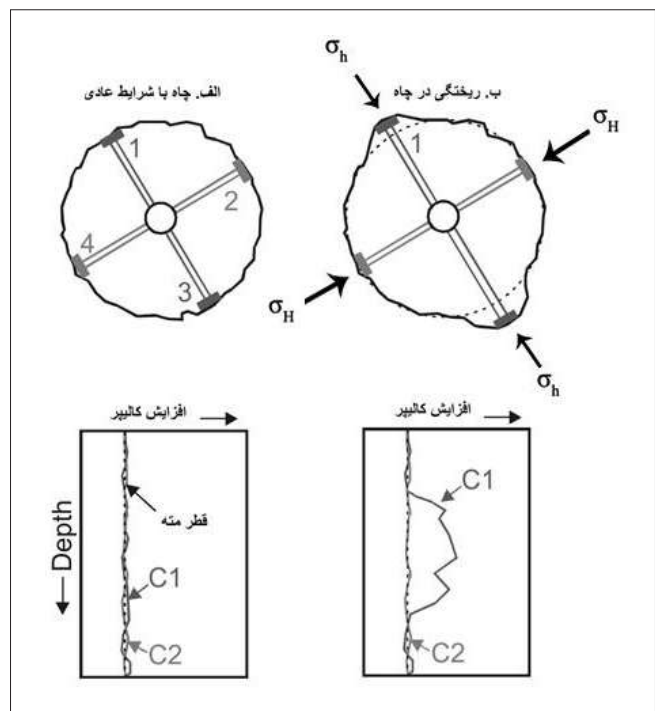 الف. چاه با شرایط عادی
1
2
3
4
ب. ریختگی در چاه
σh
σH
1
σH
σh
افزایش کالیپر
Depth
قطر مته
C1
C2
افزایش کالیپر
C1
C2